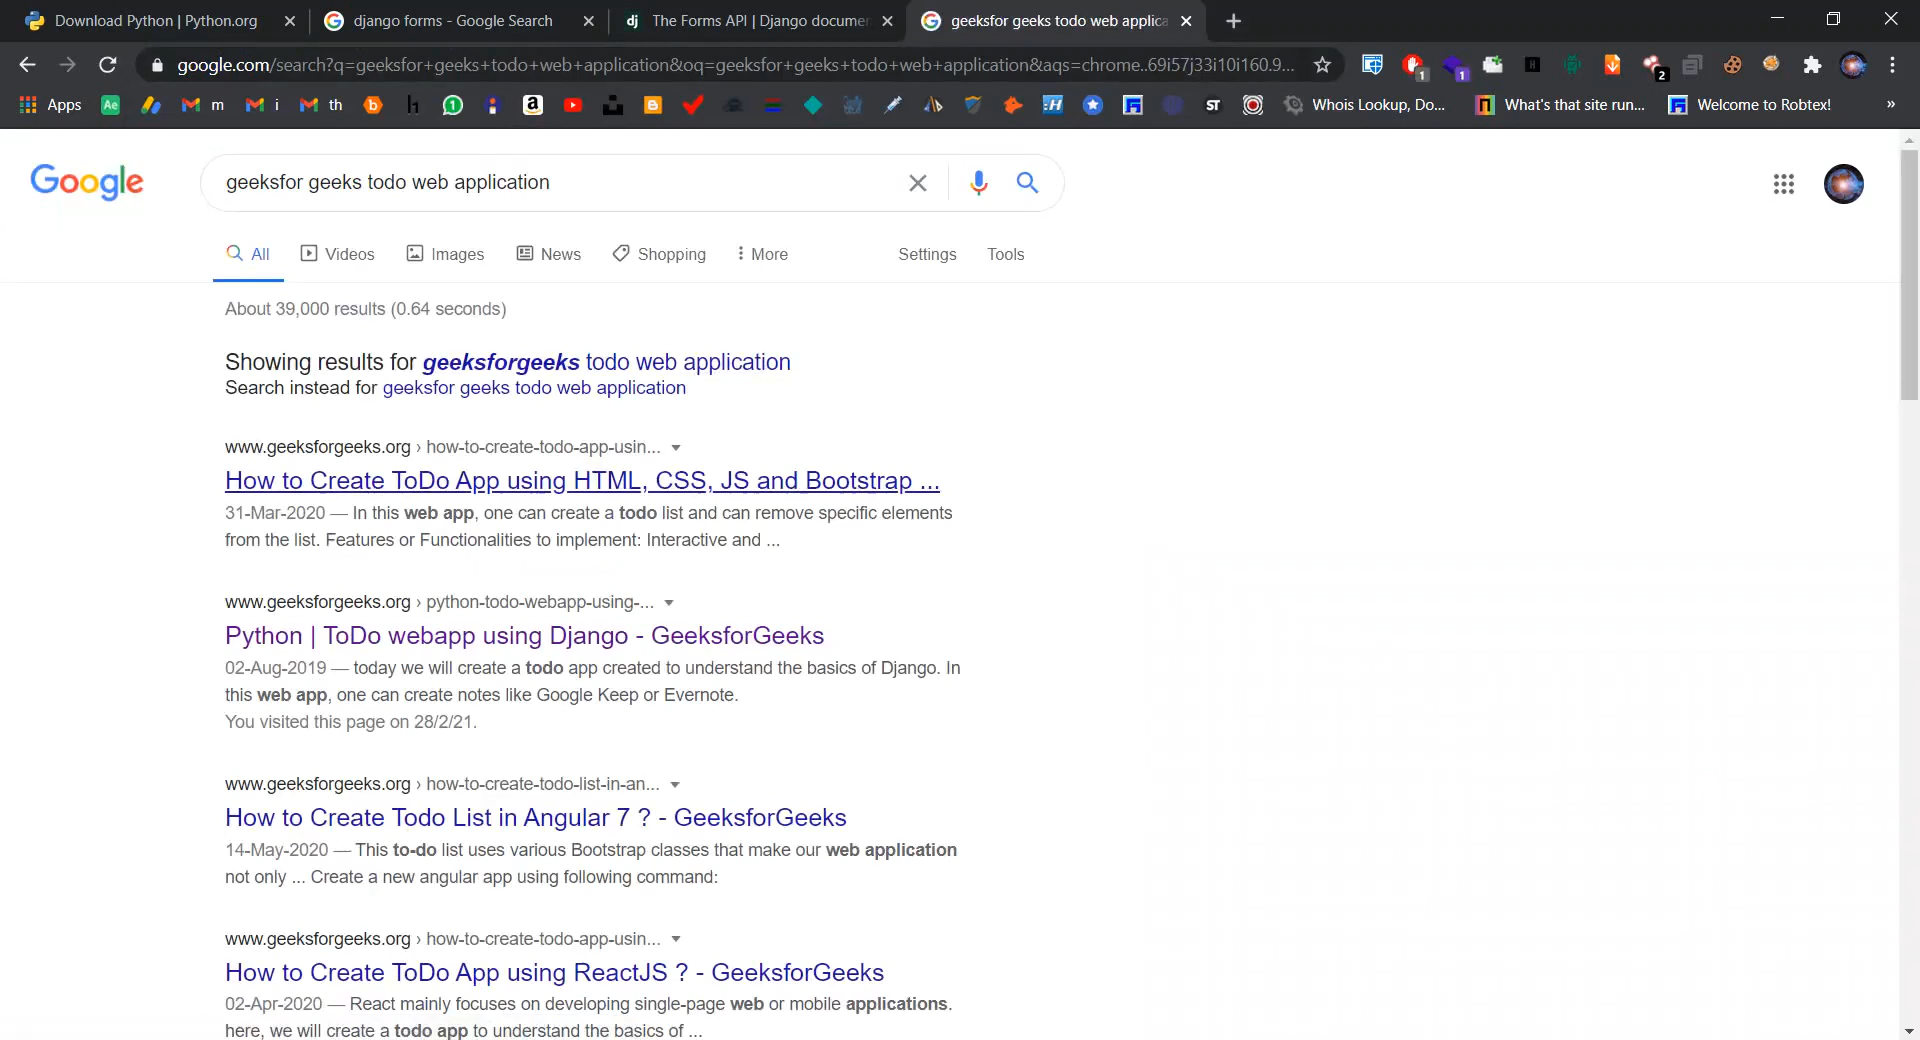 Download Python | Python.org
django forms - Google Search
dj The Forms API | Django documen
geeksfor geeks todo web applica
google.com/search?q=geeksfor+geeks+todo+web+application&oq=geeksfor+geeks+todo+web+application&aqs=chrome..69i57j33i10i160.9...
1
1
2
Apps
Ae
m
i
th
ST
Whois Lookup, Do...
What's that site run...
Welcome to Robtex!
»
Google
geeksfor geeks todo web application
All
Videos
Images
News
Shopping
More
Settings
Tools
About 39,000 results (0.64 seconds)
Showing results for geeksforgeeks todo web application
Search instead for geeksfor geeks todo web application
www.geeksforgeeks.org › how-to-create-todo-app-usin...
How to Create ToDo App using HTML, CSS, JS and Bootstrap ...
31-Mar-2020 — In this web app, one can create a todo list and can remove specific elements
from the list. Features or Functionalities to implement: Interactive and ...
www.geeksforgeeks.org › python-todo-webapp-using-...
Python | ToDo webapp using Django - GeeksforGeeks
02-Aug-2019 — today we will create a todo app created to understand the basics of Django. In
this web app, one can create notes like Google Keep or Evernote.
You visited this page on 28/2/21.
www.geeksforgeeks.org › how-to-create-todo-list-in-an...
How to Create Todo List in Angular 7 ? - GeeksforGeeks
14-May-2020 — This to-do list uses various Bootstrap classes that make our web application
not only ... Create a new angular app using following command:
www.geeksforgeeks.org › how-to-create-todo-app-usin...
How to Create ToDo App using ReactJS ? - GeeksforGeeks
02-Apr-2020 — React mainly focuses on developing single-page web or mobile applications.
here, we will create a todo app to understand the basics of ...